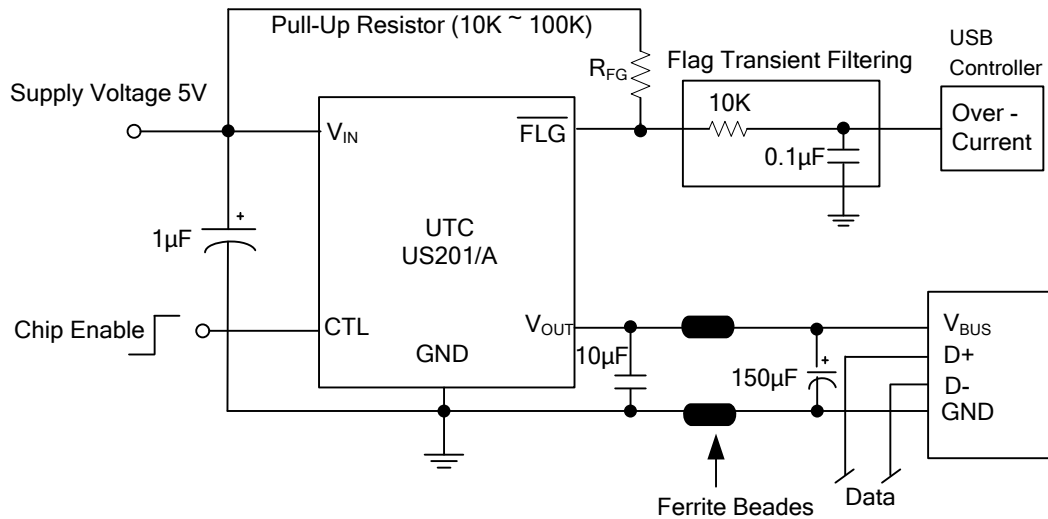 Pull-Up Resistor (10K ~ 100K)
USB
Controller
Supply Voltage 5V
RFG
Flag Transient Filtering
10K
VIN
FLG
Over -
Current
0.1µF
+
1µF
UTC
US201/A
Chip Enable
CTL
VOUT
GND
10µF
+
150µF
VBUS
D+
D-
GND
Data
Ferrite Beades